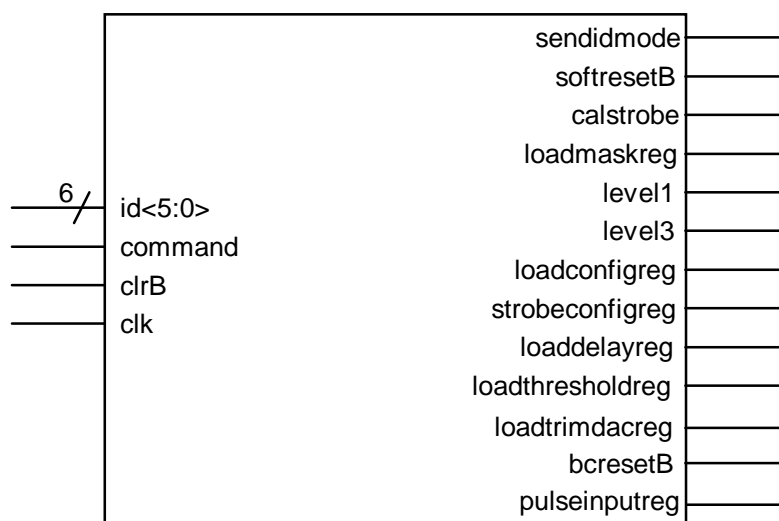 sendidmode
softresetB
calstrobe
loadmaskreg
level1
level3
loadconfigreg
strobeconfigreg
loaddelayreg
loadthresholdreg
loadtrimdacreg
bcresetB
pulseinputreg
6
id<5:0>
command
clrB
clk